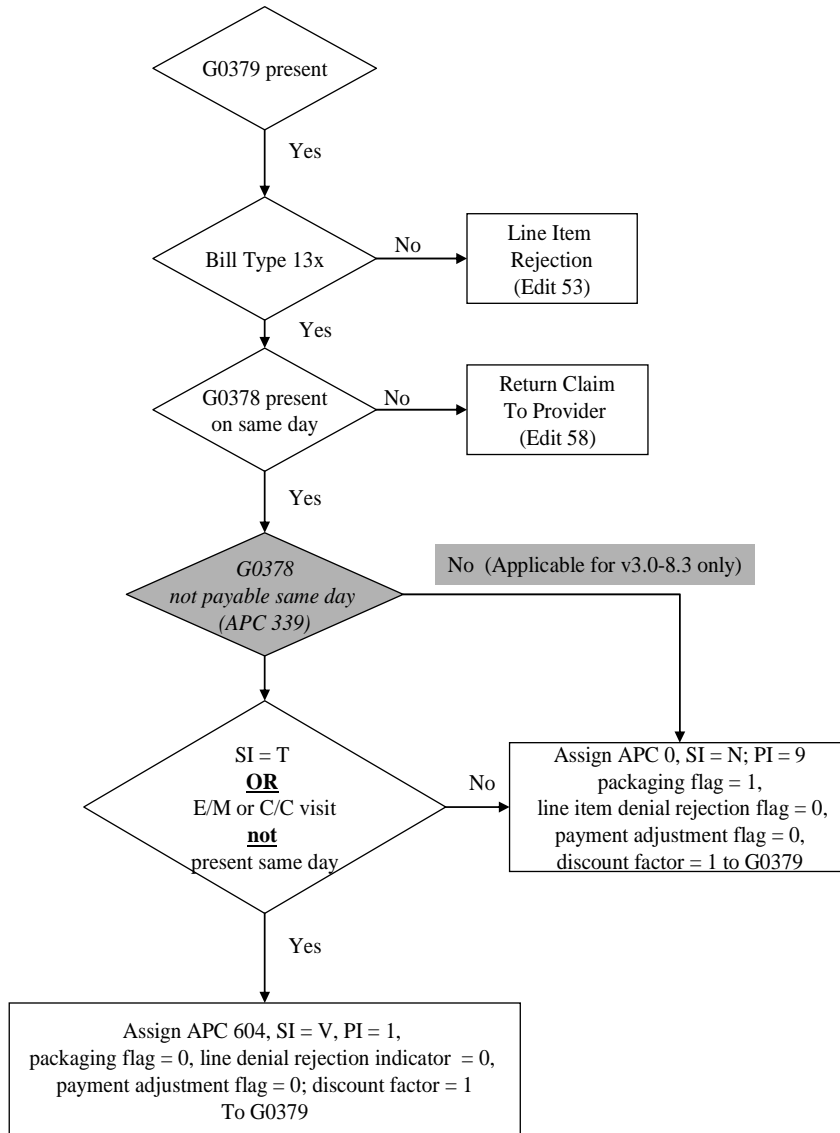 G0379 present
Yes
Bill Type 13x
No
Line Item
Rejection
(Edit 53)
Yes
G0378 present
on same day
No
Return Claim
To Provider
(Edit 58)
Yes
G0378
not payable same day
(APC 339)
No (Applicable for v3.0-8.3 only)
SI = T
OR
E/M or C/C visit
not
present same day
No
Assign APC 0, SI = N; PI = 9
packaging flag = 1,
line item denial rejection flag = 0,
payment adjustment flag = 0,
discount factor = 1 to G0379
Yes
Assign APC 604, SI = V, PI = 1,
packaging flag = 0, line denial rejection indicator = 0,
payment adjustment flag = 0; discount factor = 1
To G0379